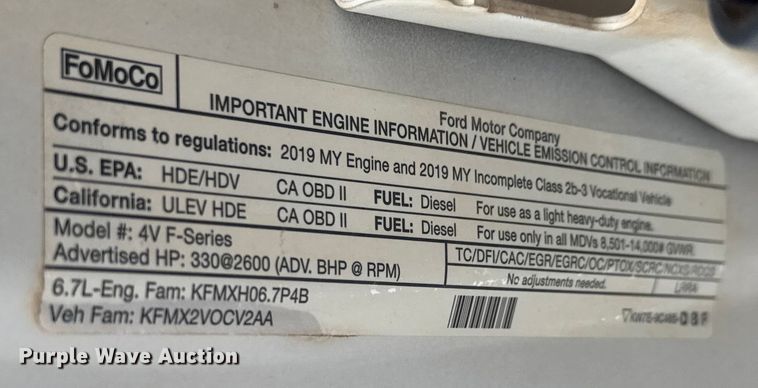 FoMoCo
Ford Motor Company
IMPORTANT ENGINE INFORMATION / VEHICLE EMISSION CONTROL INFORMATION
Conforms to regulations: 2019 MY Engine and 2019 MY Incomplete Class 2b-3 Vocational Vehicle
U.S. EPA: HDE/HDV CA OBD II FUEL: Diesel For use as a light heavy-duty engine.
California: ULEV HDE CA OBD II FUEL: Diesel For use only in all MDVs 8,501-14,000# GVWR.
Model #: 4V F-Series
TC/DFI/CAC/EGR/EGRC/OC/PTOX/SCRC/NOXS/
Advertised HP: 330@2600 (ADV. BHP @ RPM)
No adjustments needed.
6.7L-Eng. Fam: KFMXH06.7P4B
Veh Fam: KFMX2VOCV2AA
Purple Wave Auction